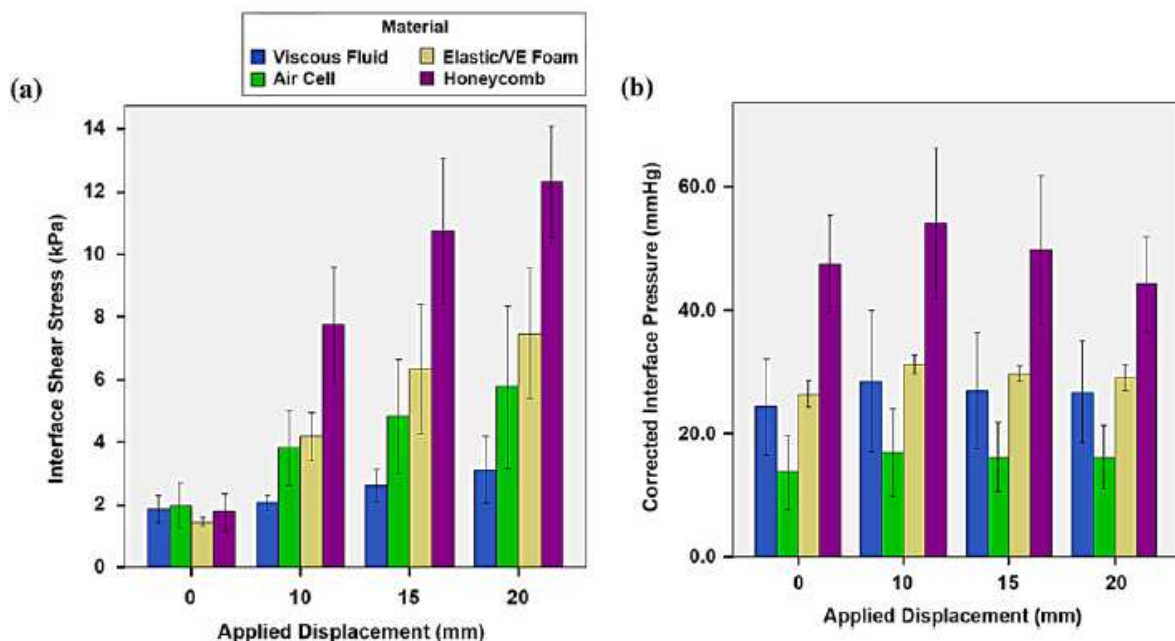 Material
Viscous Fluid
Elastic/VE Foam
Air Cell
Honeycomb
(a)
14
12
10
8
6
4
2
0
Interface Shear Stress (kPa)
0 10 15 20
Applied Displacement (mm)
(b)
60.0
40.0
20.0
0.0
Corrected Interface Pressure (mmHg)
0 10 15 20
Applied Displacement (mm)